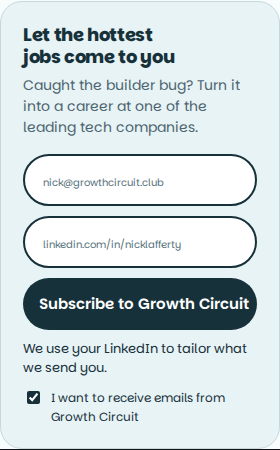 Let the hottest
jobs come to you
Caught the builder bug? Turn it
into a career at one of the
leading tech companies.
nick@growthcircuit.club
linkedin.com/in/nicklafferty
Subscribe to Growth Circuit
We use your LinkedIn to tailor what
we send you.
I want to receive emails from
Growth Circuit